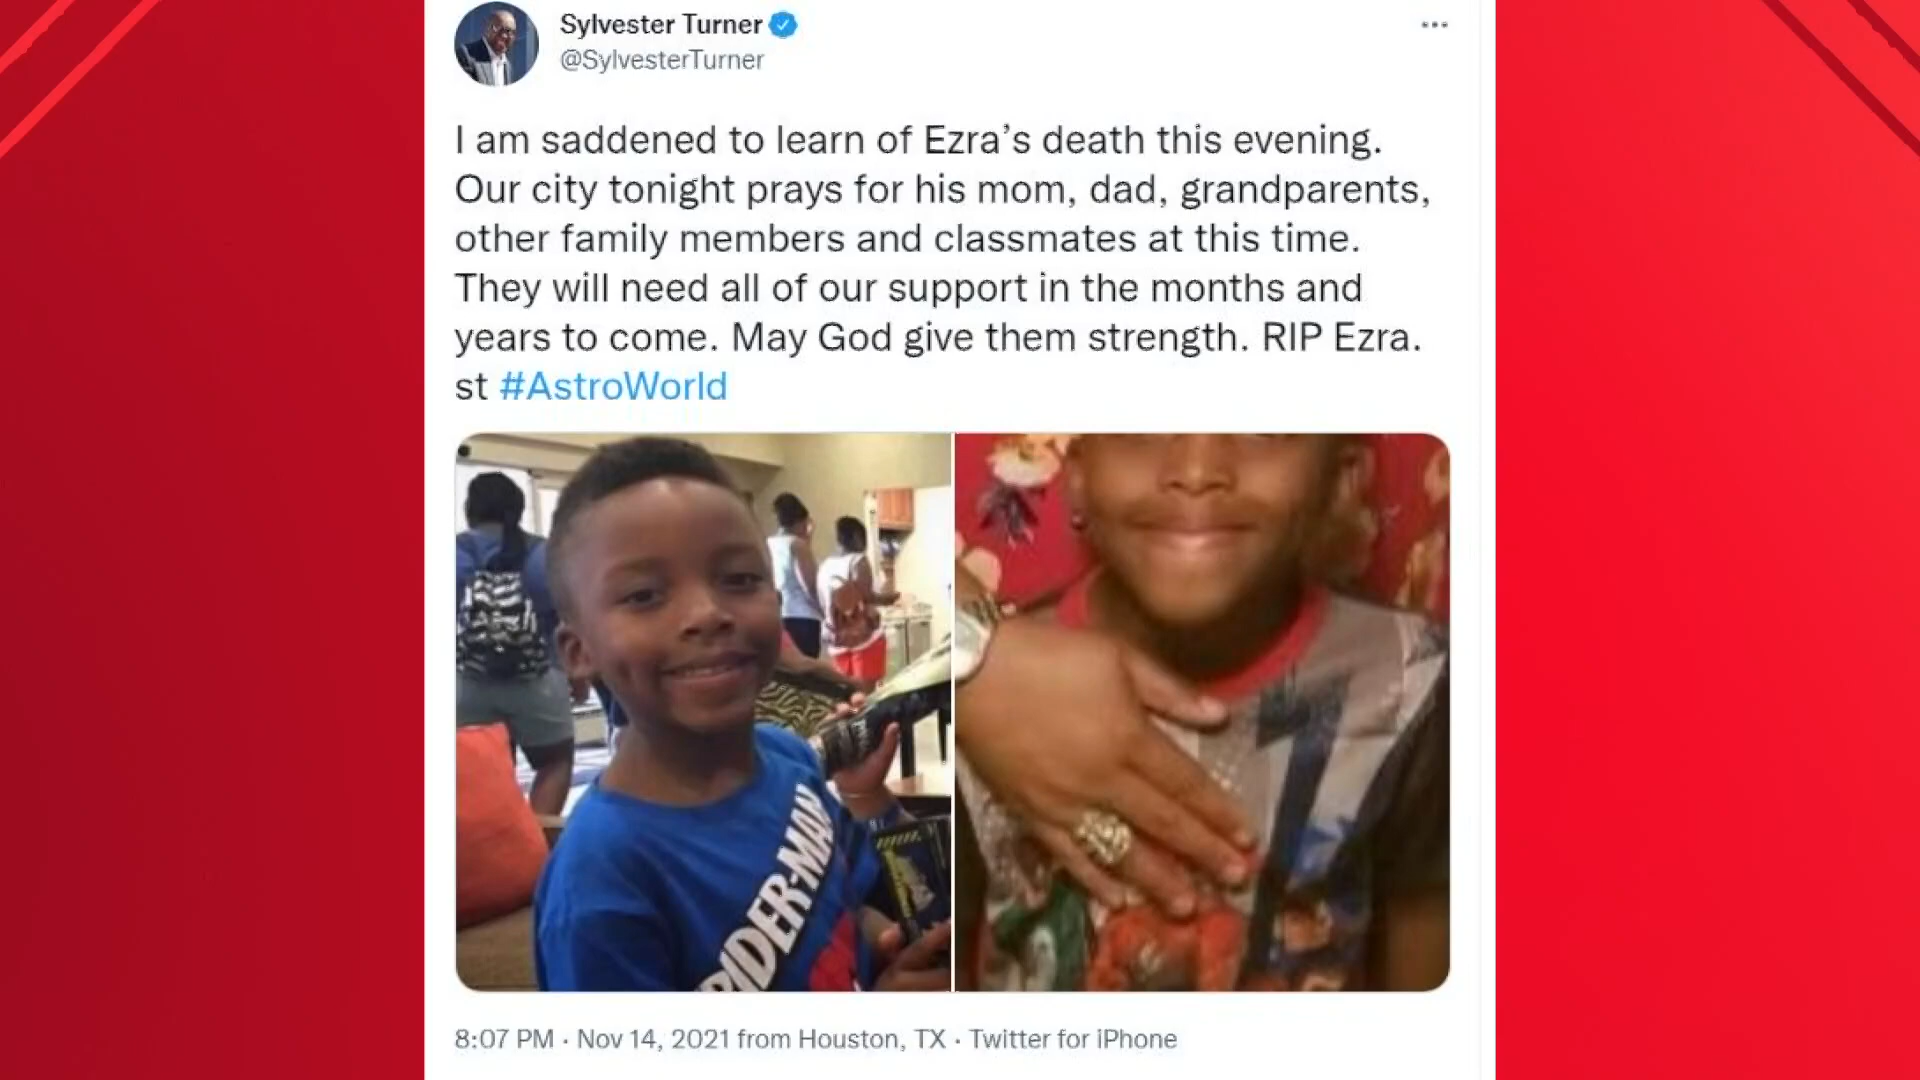 Sylvester Turner
@SylvesterTurner
I am saddened to learn of Ezra’s death this evening.
Our city tonight prays for his mom, dad, grandparents,
other family members and classmates at this time.
They will need all of our support in the months and
years to come. May God give them strength. RIP Ezra.
st #AstroWorld
PIDER-MAN
8:07 PM · Nov 14, 2021 from Houston, TX · Twitter for iPhone